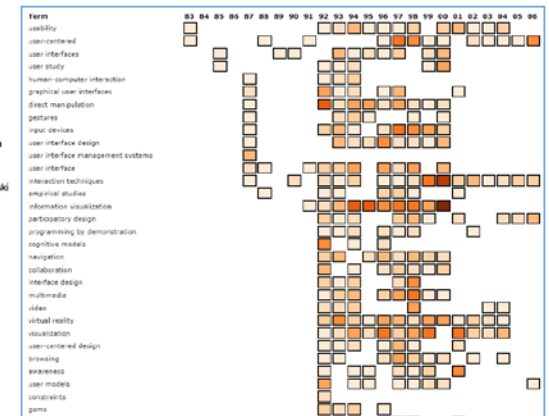 Term 83 84 85 86 87 88 89 90 91 92 93 94 95 96 97 98 99 00 01 02 03 04 05 06
usability
user-centered
user interfaces
user study
human-computer interaction
graphical user interfaces
direct manipulation
gestures
input devices
user interface design
user interface management systems
user interface
interaction techniques
empirical studies
information visualization
participatory design
programming by demonstration
cognitive models
navigation
collaboration
interface design
multimedia
video
virtual reality
visualization
user-centered design
browsing
awareness
user models
constraints
goms
ski